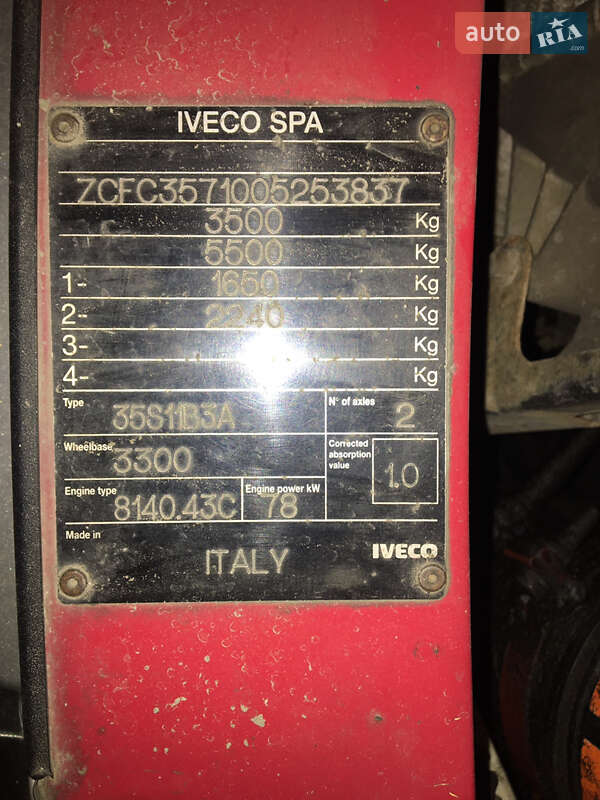 auto RIA .com
IVECO SPA
ZCFC3571005253837
3500 Kg
5500 Kg
1- 1650 Kg
2- 2240 Kg
3- Kg
4- Kg
Type 35S11B3A N° of axles 2
Wheelbase 3300 Corrected absorption value 1.0
Engine type 8140.43C Engine power kW 78
Made in ITALY IVECO